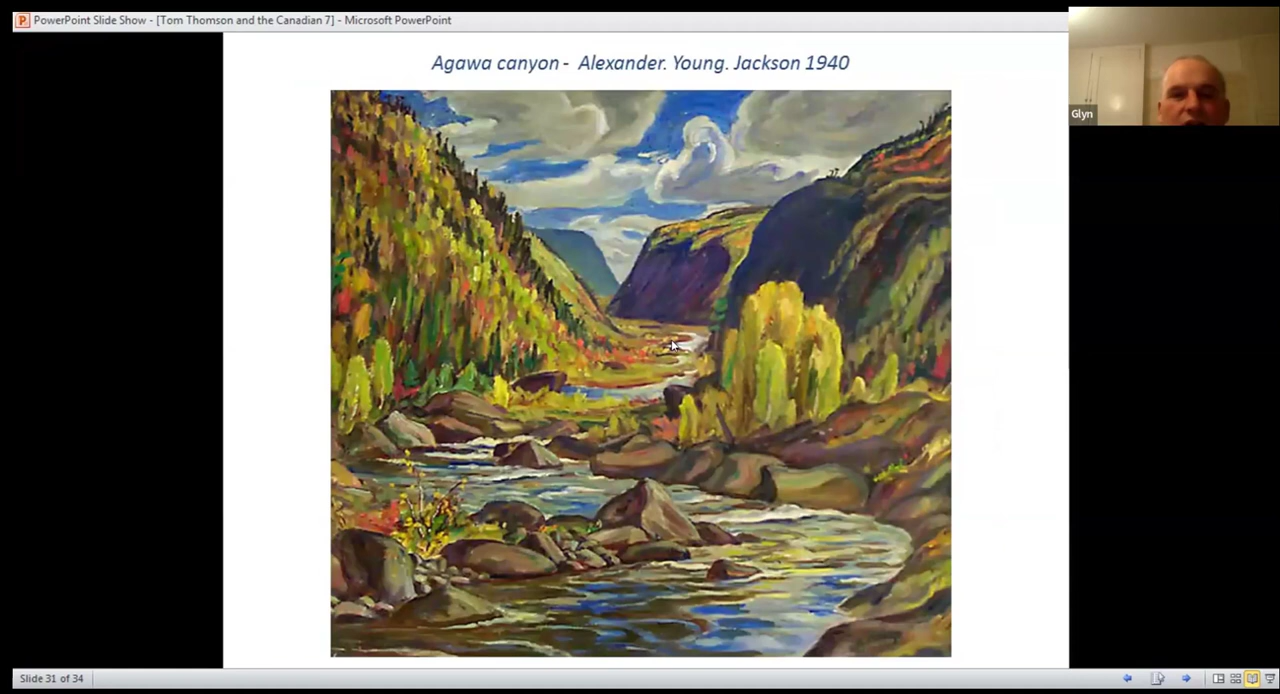 PowerPoint Slide Show - [Tom Thomson and the Canadian 7] - Microsoft PowerPoint
Agawa canyon - Alexander. Young. Jackson 1940
Glyn
Slide 31 of 34